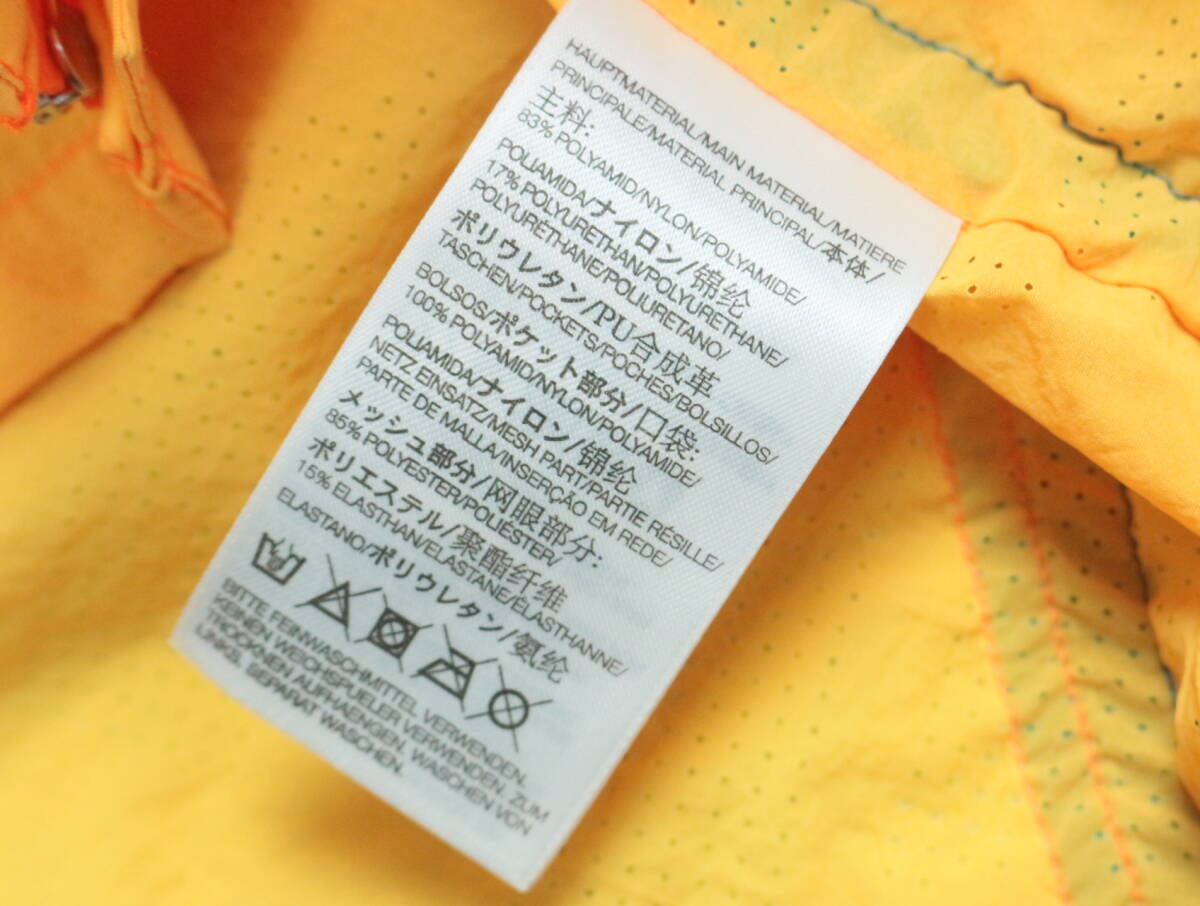 HAUPTMATERIAL/MAIN MATERIAL/MATIERE
PRINCIPALE/MATERIAL PRINCIPAL/本体/
主料:
83% POLYAMID/NYLON/POLYAMIDE/
POLIAMIDA/ナイロン/锦纶
17% POLYURETHAN/POLYURETHANE/
POLYURETHANE/POLIURETANO/
ポリウレタン/PU合成革
TASCHEN/POCKETS/POCHES/BOLSILLOS/
BOLSOS/ポケット部分/口袋:
100% POLYAMID/NYLON/POLYAMIDE/
POLIAMIDA/ナイロン/锦纶
NETZ EINSATZ/MESH PART/PARTIE RÉSILLE/
PARTE DE MALLA/INSERÇÃO EM REDE/
メッシュ部分/网眼部分:
85% POLYESTER/POLIÉSTER/
ポリエステル/聚酯纤维
15% ELASTHAN/ELASTANE/ELASTHANNE/
ELASTANO/ポリウレタン/氨纶
BITTE FEINWASCHMITTEL VERWENDEN.
KEINEN WEICHSPUELER VERWENDEN. ZUM
TROCKNEN AUFHAENGEN. WASCHEN VON
LINKS. SEPARAT WASCHEN.